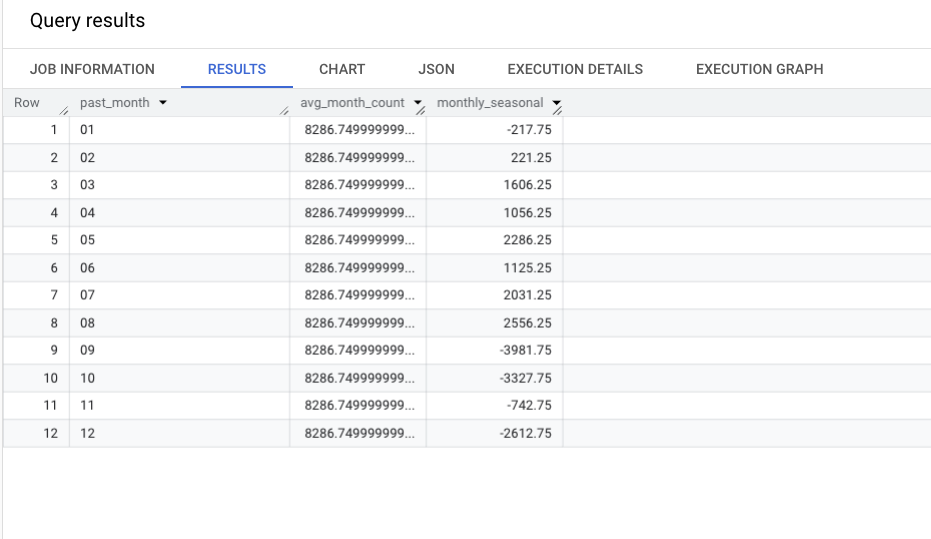 Query results
JOB INFORMATION RESULTS CHART JSON EXECUTION DETAILS EXECUTION GRAPH
Row past_month avg_month_count monthly_seasonal
1 01 8286.749999999... -217.75
2 02 8286.749999999... 221.25
3 03 8286.749999999... 1606.25
4 04 8286.749999999... 1056.25
5 05 8286.749999999... 2286.25
6 06 8286.749999999... 1125.25
7 07 8286.749999999... 2031.25
8 08 8286.749999999... 2556.25
9 09 8286.749999999... -3981.75
10 10 8286.749999999... -3327.75
11 11 8286.749999999... -742.75
12 12 8286.749999999... -2612.75